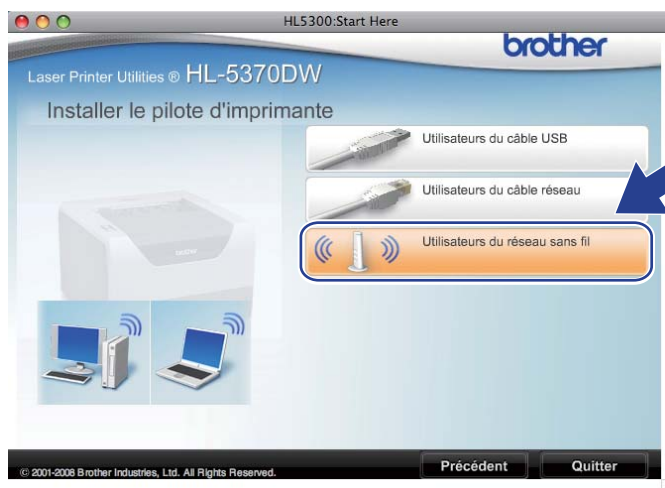 HL5300:Start Here
brother
Laser Printer Utilities ® HL-5370DW
Installer le pilote d'imprimante
Utilisateurs du câble USB
Utilisateurs du câble réseau
Utilisateurs du réseau sans fil
© 2001-2008 Brother Industries, Ltd. All Rights Reserved.
Précédent
Quitter